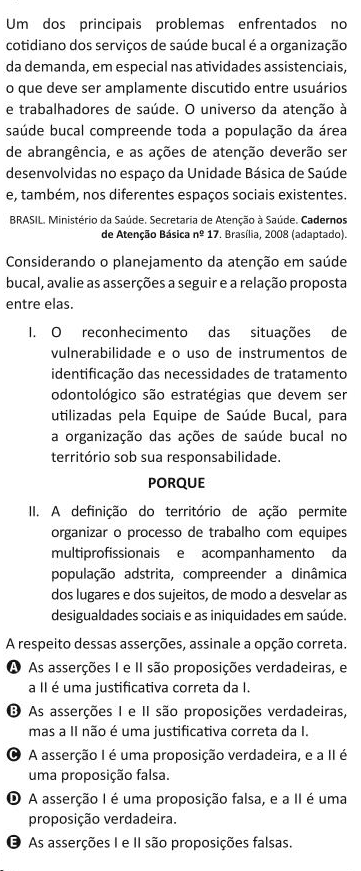 Um dos principais problemas enfrentados no
cotidiano dos serviços de saúde bucal é a organização
da demanda, em especial nas atividades assistenciais,
o que deve ser amplamente discutido entre usuários
e trabalhadores de saúde. O universo da atenção à
saúde bucal compreende toda a população da área
de abrangência, e as ações de atenção deverão ser
desenvolvidas no espaço da Unidade Básica de Saúde
e, também, nos diferentes espaços sociais existentes.
BRASIL. Ministério da Saúde. Secretaria de Atenção à Saúde. Cadernos
de Atenção Básica nº 17. Brasília, 2008 (adaptado).
Considerando o planejamento da atenção em saúde
bucal, avalie as asserções a seguir e a relação proposta
entre elas.
I. O reconhecimento das situações de
vulnerabilidade e o uso de instrumentos de
identificação das necessidades de tratamento
odontológico são estratégias que devem ser
utilizadas pela Equipe de Saúde Bucal, para
a organização das ações de saúde bucal no
território sob sua responsabilidade.
PORQUE
II. A definição do território de ação permite
organizar o processo de trabalho com equipes
multiprofissionais e acompanhamento da
população adstrita, compreender a dinâmica
dos lugares e dos sujeitos, de modo a desvelar as
desigualdades sociais e as iniquidades em saúde.
A respeito dessas asserções, assinale a opção correta.
A As asserções I e II são proposições verdadeiras, e
a II é uma justificativa correta da I.
B As asserções I e II são proposições verdadeiras,
mas a II não é uma justificativa correta da I.
C A asserção I é uma proposição verdadeira, e a II é
uma proposição falsa.
D A asserção I é uma proposição falsa, e a II é uma
proposição verdadeira.
E As asserções I e II são proposições falsas.